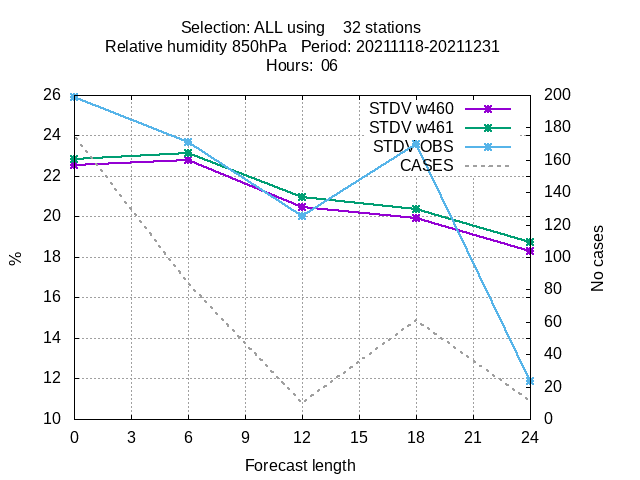 Selection: ALL using    32 stations
Relative humidity 850hPa   Period: 20211118-20211231
Hours:  06
STDV w460
STDV w461
STDV OBS
CASES
%
No cases
26
24
22
20
18
16
14
12
10
200
180
160
140
120
100
80
60
40
20
0
0 3 6 9 12 15 18 21 24
Forecast length